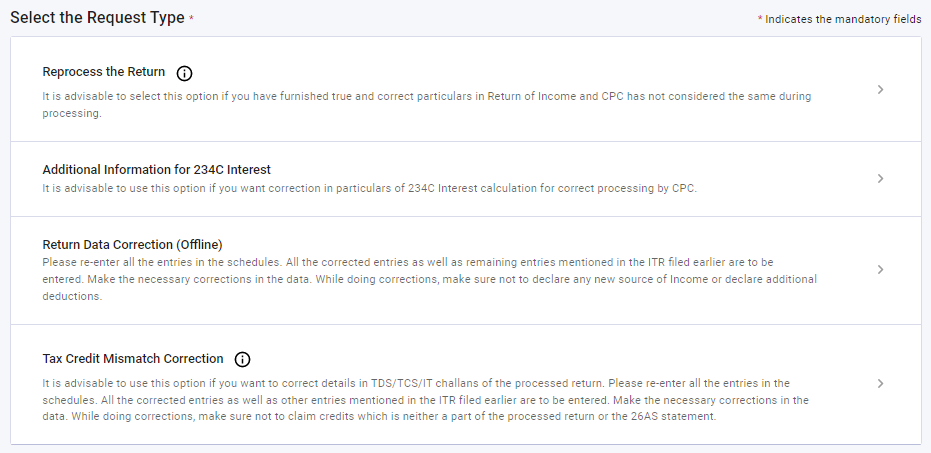 Select the Request Type *
* Indicates the mandatory fields
Reprocess the Return
It is advisable to select this option if you have furnished true and correct particulars in Return of Income and CPC has not considered the same during
processing.
Additional Information for 234C Interest
It is advisable to use this option if you want correction in particulars of 234C Interest calculation for correct processing by CPC.
Return Data Correction (Offline)
Please re-enter all the entries in the schedules. All the corrected entries as well as remaining entries mentioned in the ITR filed earlier are to be
entered. Make the necessary corrections in the data. While doing corrections, make sure not to declare any new source of Income or declare additional
deductions.
Tax Credit Mismatch Correction
It is advisable to use this option if you want to correct details in TDS/TCS/IT challans of the processed return. Please re-enter all the entries in the
schedules. All the corrected entries as well as other entries mentioned in the ITR filed earlier are to be entered. Make the necessary corrections in the
data. While doing corrections, make sure not to claim credits which is neither a part of the processed return or the 26AS statement.